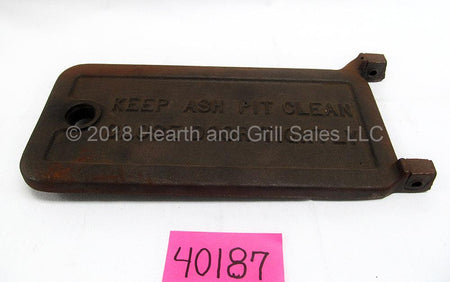 KEEP ASH PIT CLEAN
© 2018 Hearth and Grill Sales LLC
40187